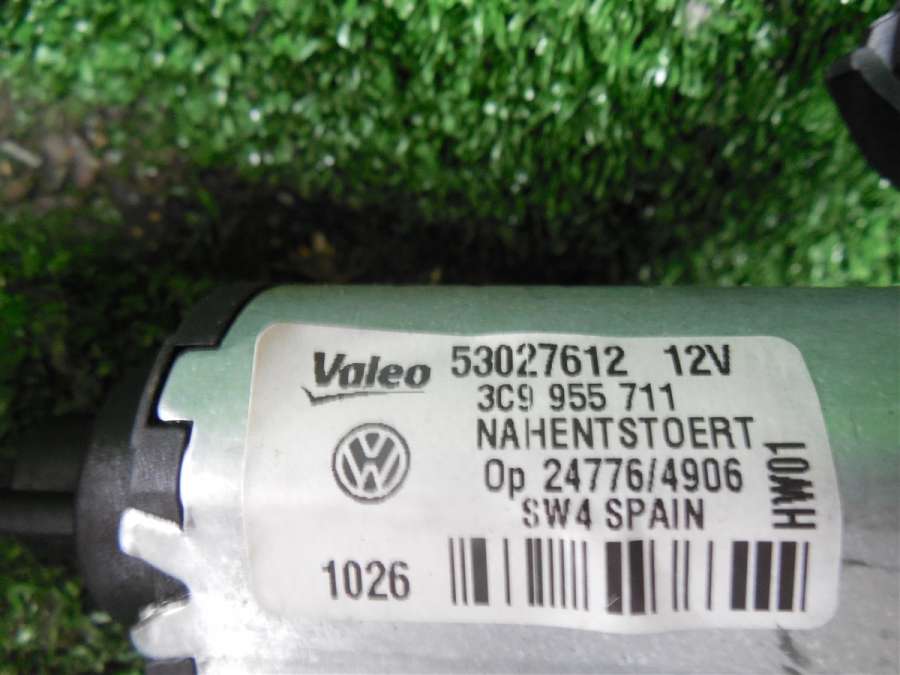 Valeo 53027612 12V
3C9 955 711
NAHENTSTOERT
Op 24776/4906
SW4 SPAIN
HW01
1026